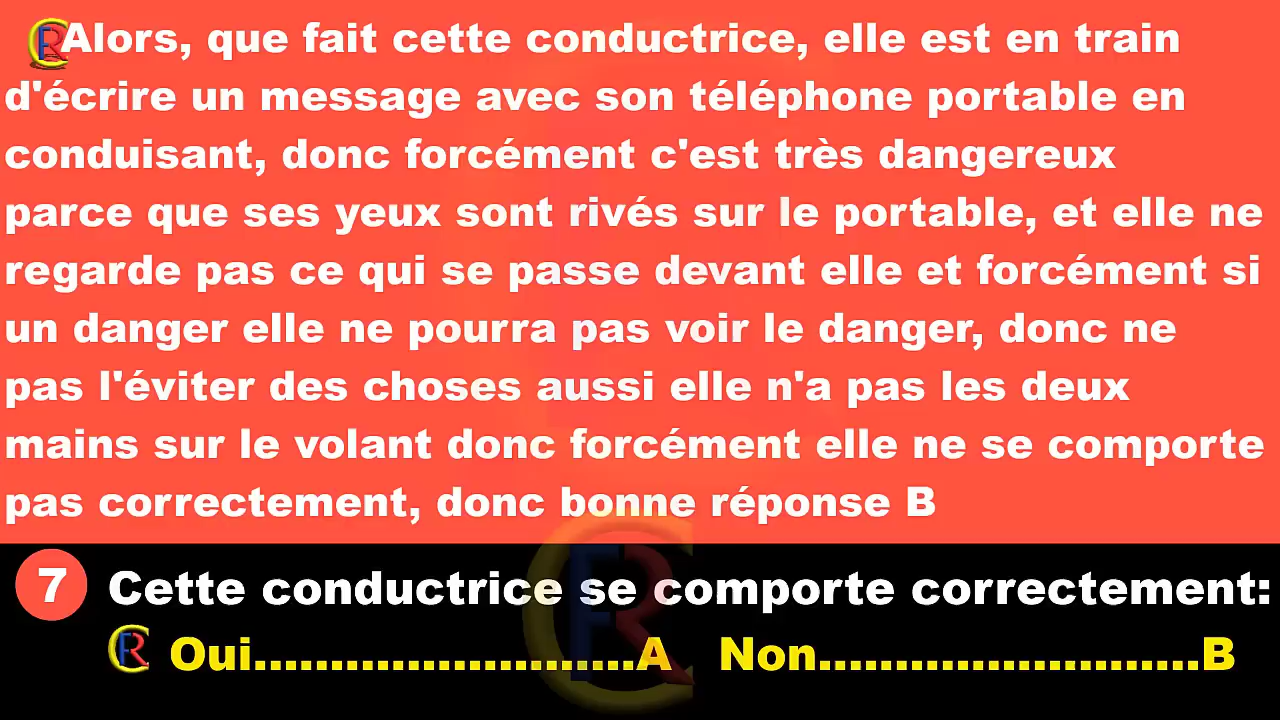 Alors, que fait cette conductrice, elle est en train
d'écrire un message avec son téléphone portable en
conduisant, donc forcément c'est très dangereux
parce que ses yeux sont rivés sur le portable, et elle ne
regarde pas ce qui se passe devant elle et forcément si
un danger elle ne pourra pas voir le danger, donc ne
pas l'éviter des choses aussi elle n'a pas les deux
mains sur le volant donc forcément elle ne se comporte
pas correctement, donc bonne réponse B
7 Cette conductrice se comporte correctement:
Oui.........................A Non.........................B